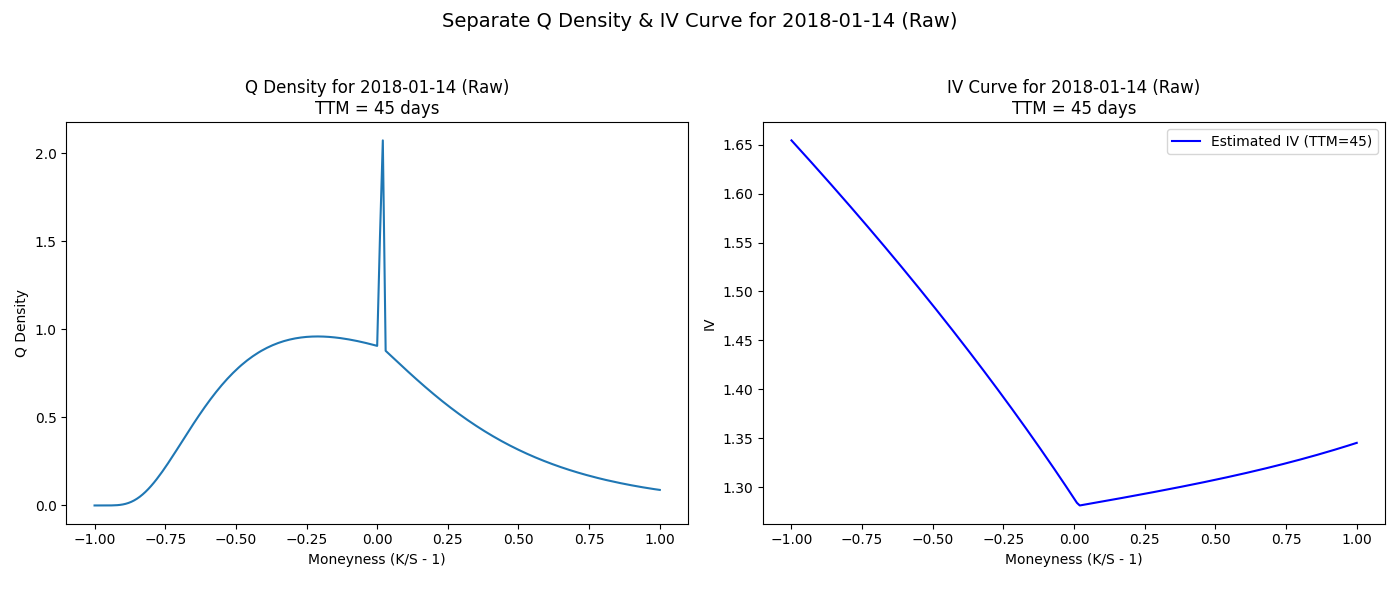 Separate Q Density & IV Curve for 2018-01-14 (Raw)
Q Density for 2018-01-14 (Raw)
TTM = 45 days
2.0
1.5
1.0
0.5
0.0
Q Density
−1.00 −0.75 −0.50 −0.25 0.00 0.25 0.50 0.75 1.00
Moneyness (K/S - 1)
IV Curve for 2018-01-14 (Raw)
TTM = 45 days
Estimated IV (TTM=45)
1.65
1.60
1.55
1.50
1.45
1.40
1.35
1.30
IV
−1.00 −0.75 −0.50 −0.25 0.00 0.25 0.50 0.75 1.00
Moneyness (K/S - 1)